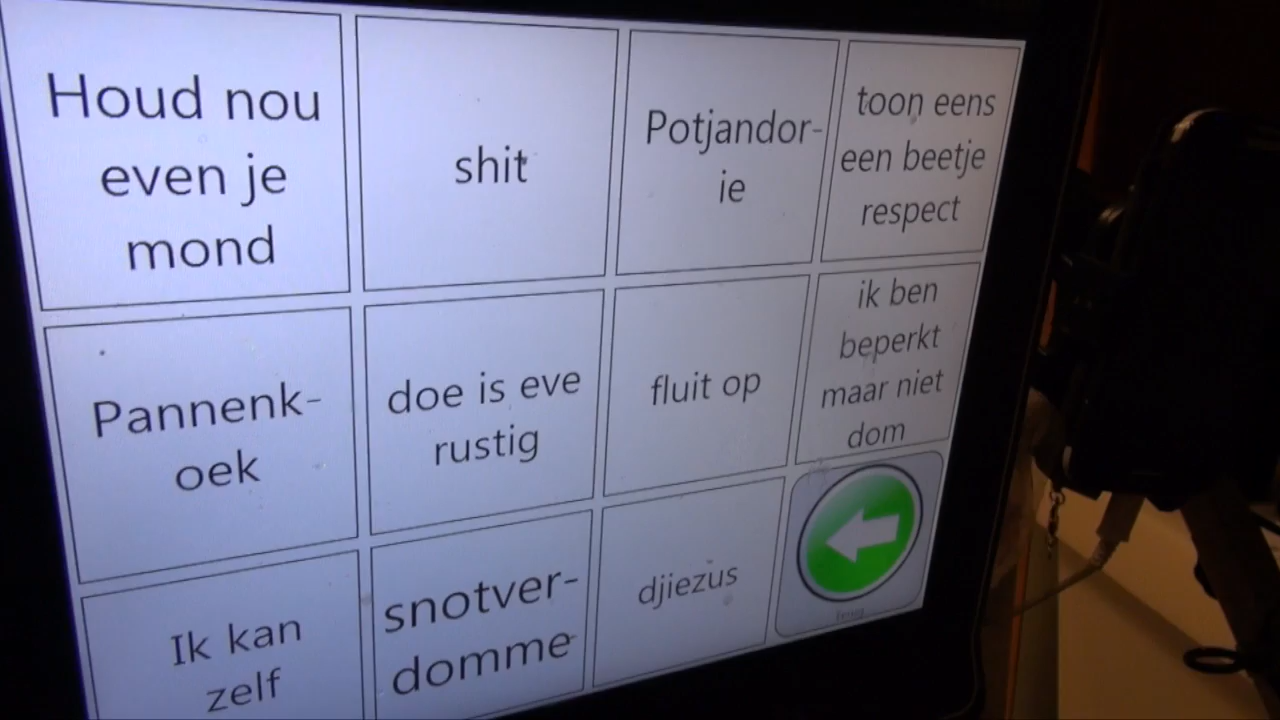 Houd nou
even je
mond
shit
Potjandor-
ie
toon eens
een beetje
respect
Pannenk-
oek
doe is eve
rustig
fluit op
ik ben
beperkt
maar niet
dom
Ik kan
zelf
snotver-
domme
djiezus
Terug